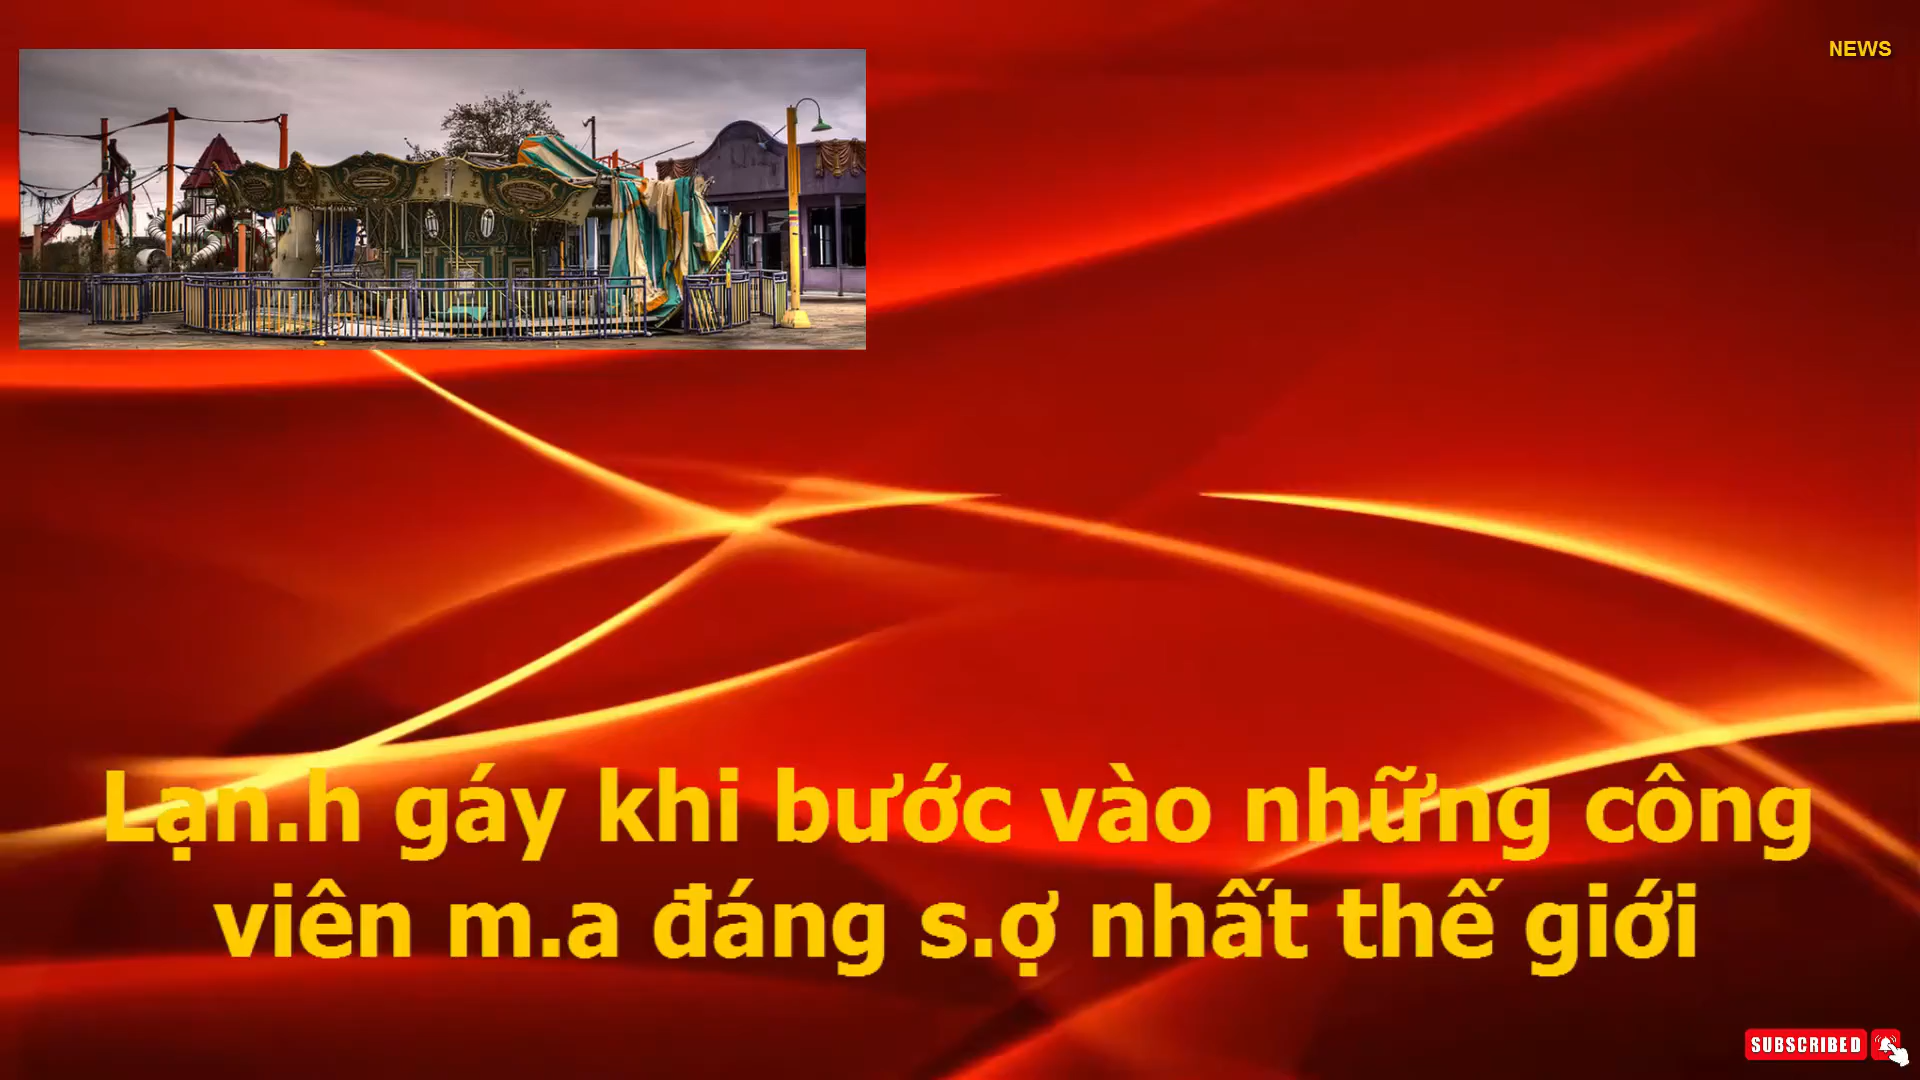 NEWS
Lạn.h gáy khi bước vào những công
viên m.a đáng s.ợ nhất thế giới
SUBSCRIBED